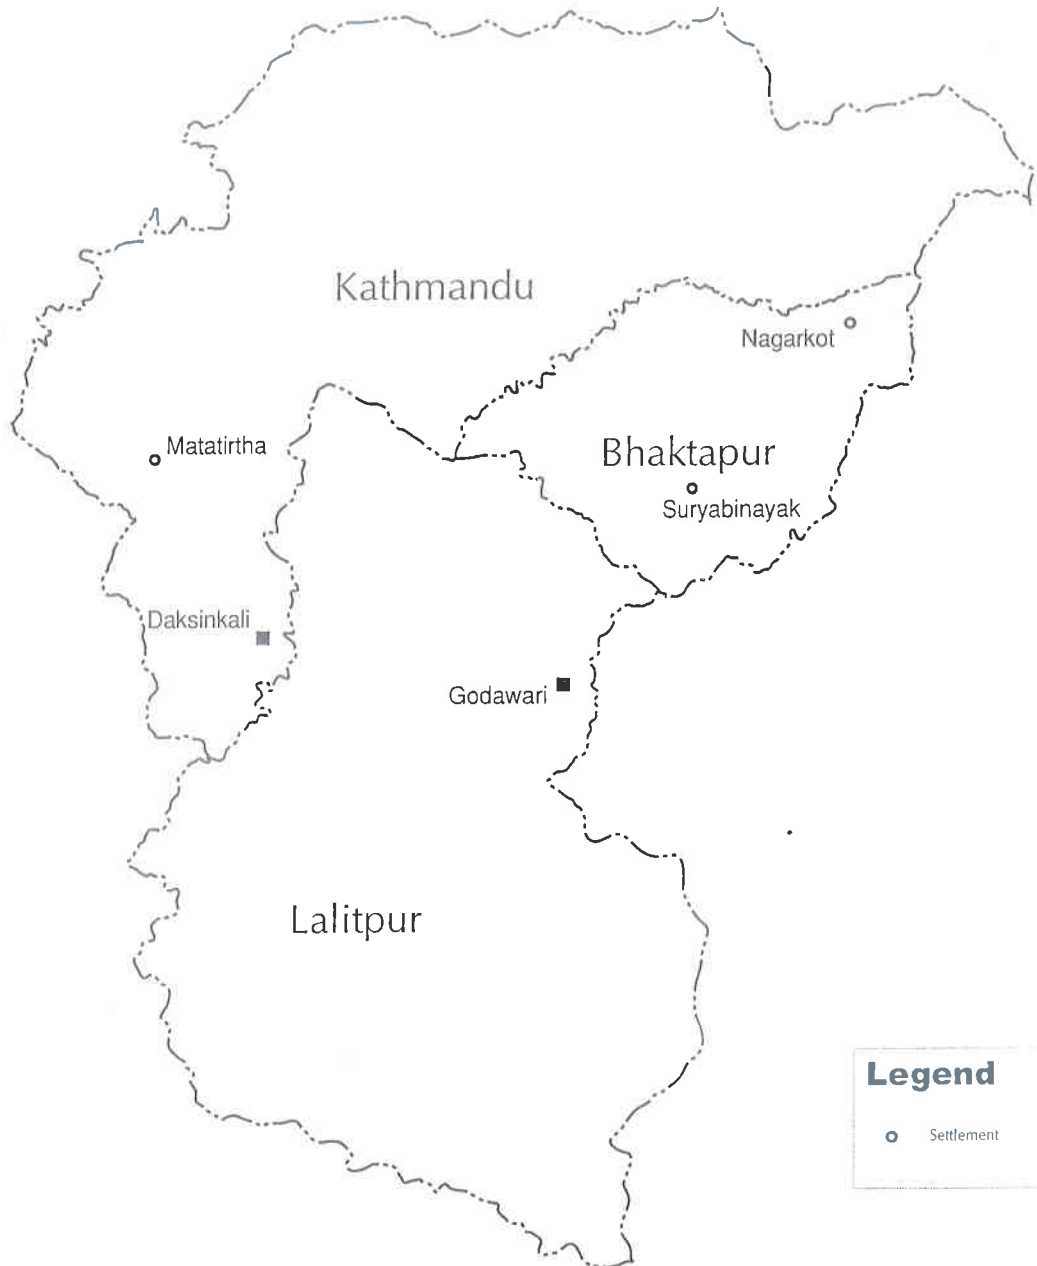 Kathmandu
Nagarkot
Matatirtha
Bhaktapur
Suryabinayak
Daksinkali
Godawari
Lalitpur
Legend
Settlement